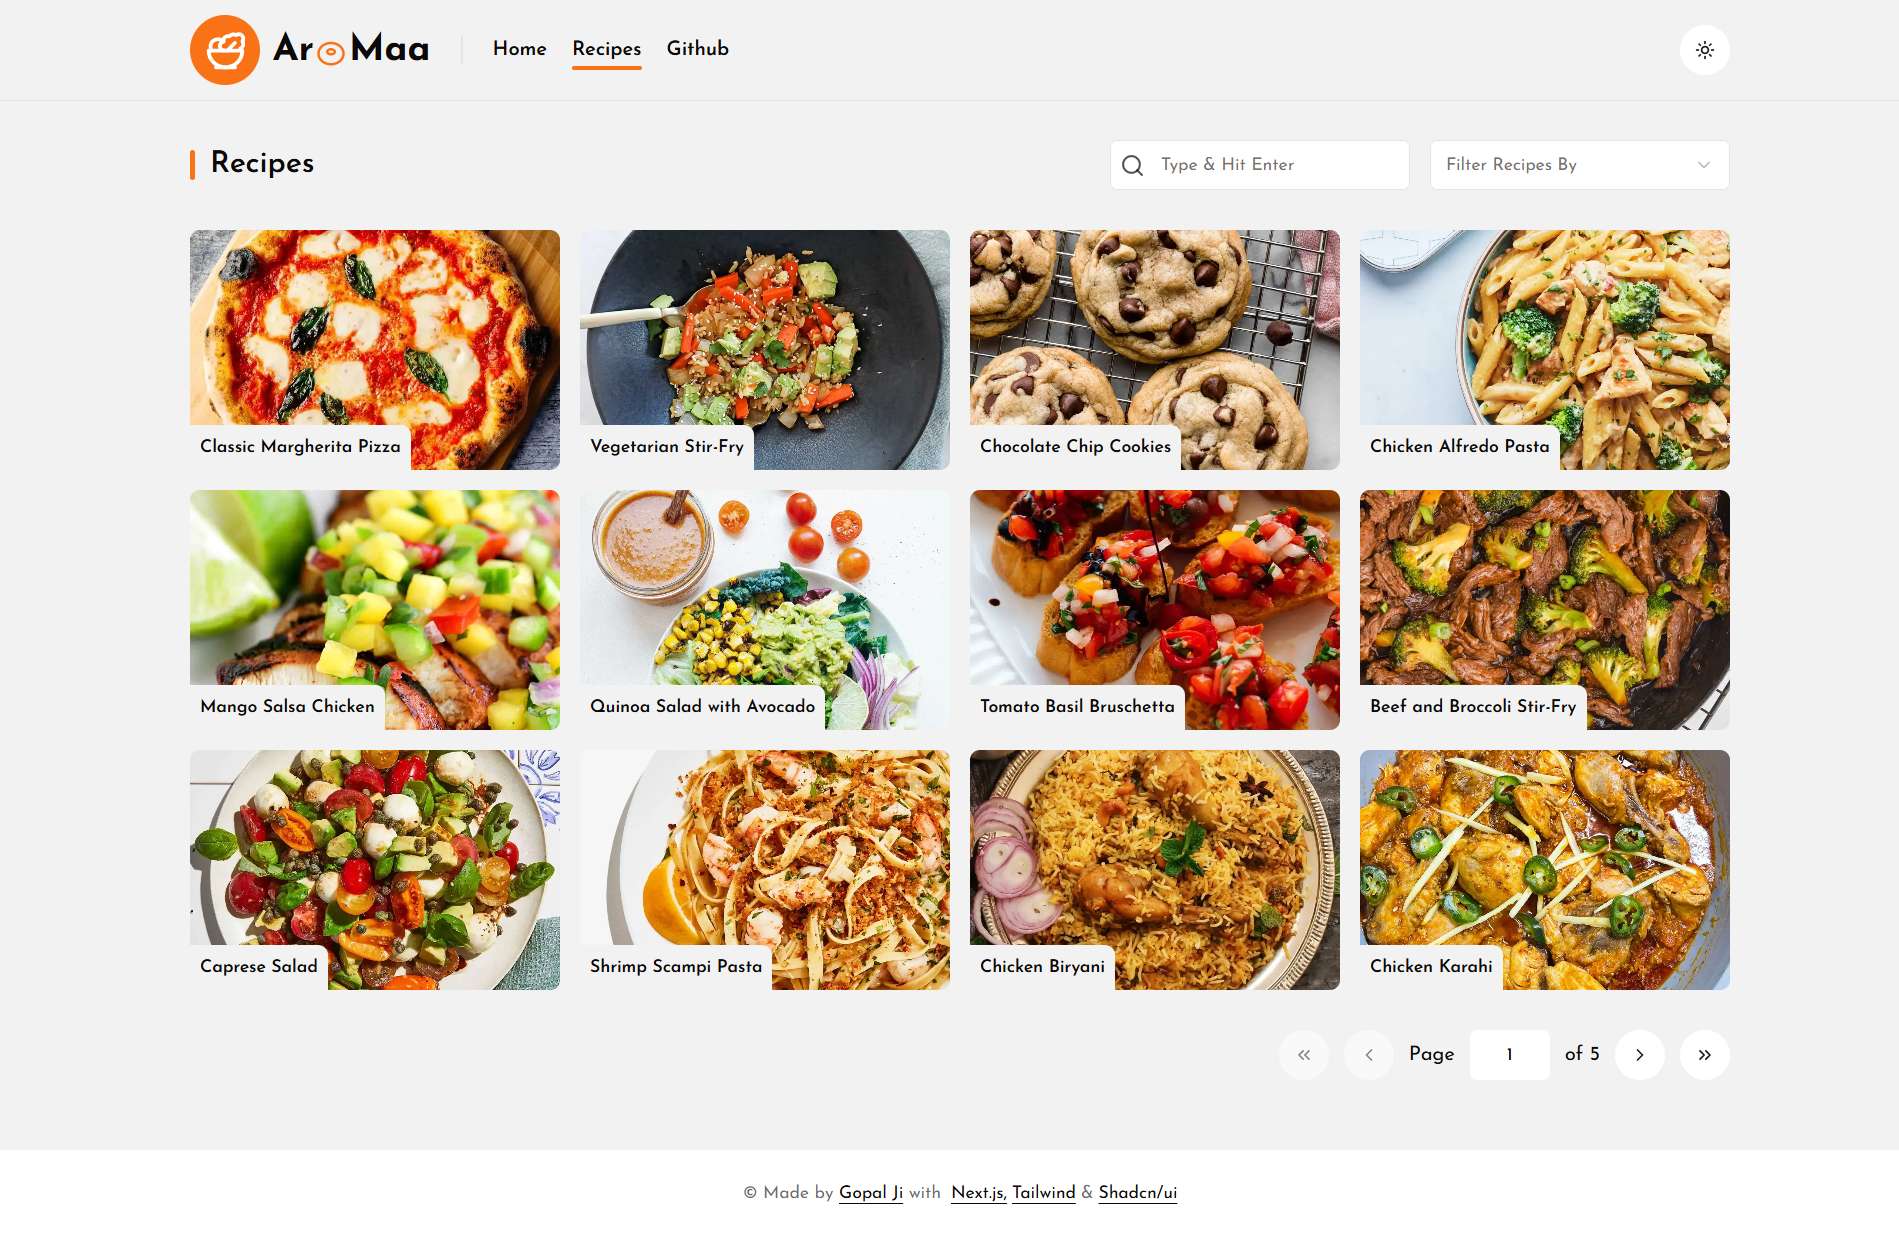 AroMaa
Home Recipes Github
Recipes
Type & Hit Enter
Filter Recipes By
Classic Margherita Pizza
Vegetarian Stir-Fry
Chocolate Chip Cookies
Chicken Alfredo Pasta
Mango Salsa Chicken
Quinoa Salad with Avocado
Tomato Basil Bruschetta
Beef and Broccoli Stir-Fry
Caprese Salad
Shrimp Scampi Pasta
Chicken Biryani
Chicken Karahi
Page 1 of 5
© Made by Gopal Ji with Next.js, Tailwind & Shadcn/ui